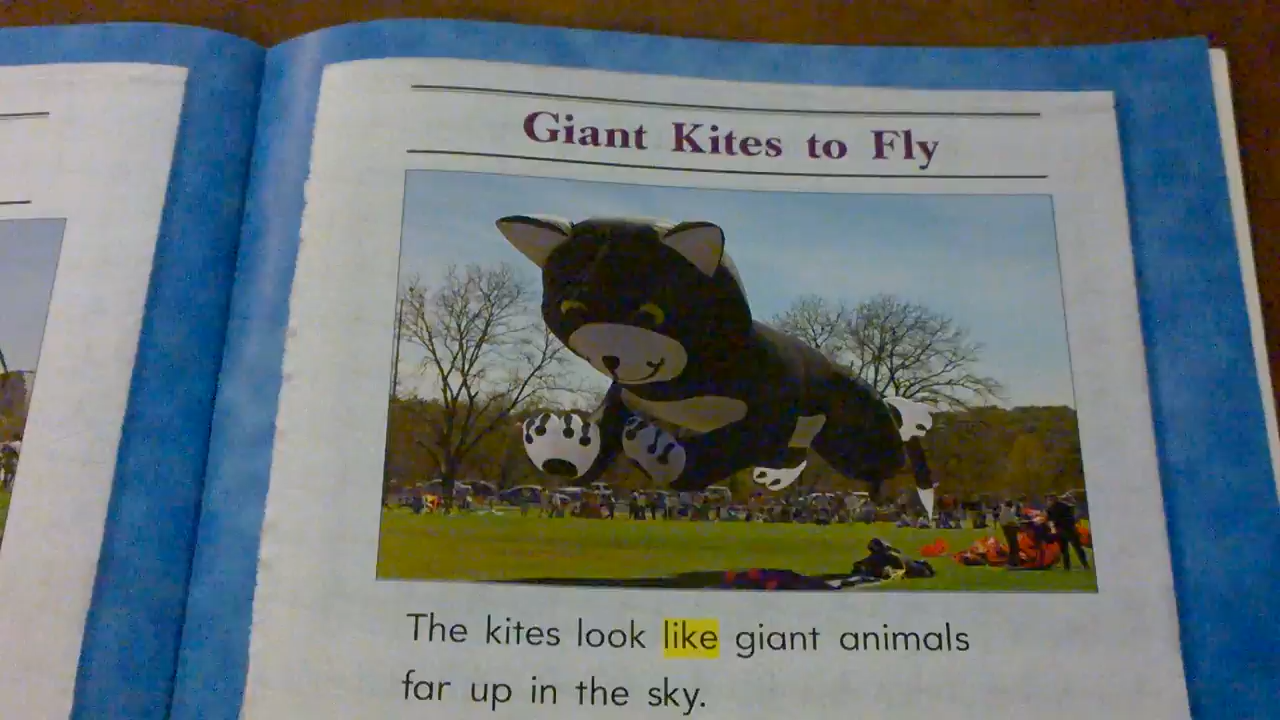 Giant Kites to Fly
The kites look like giant animals
far up in the sky.